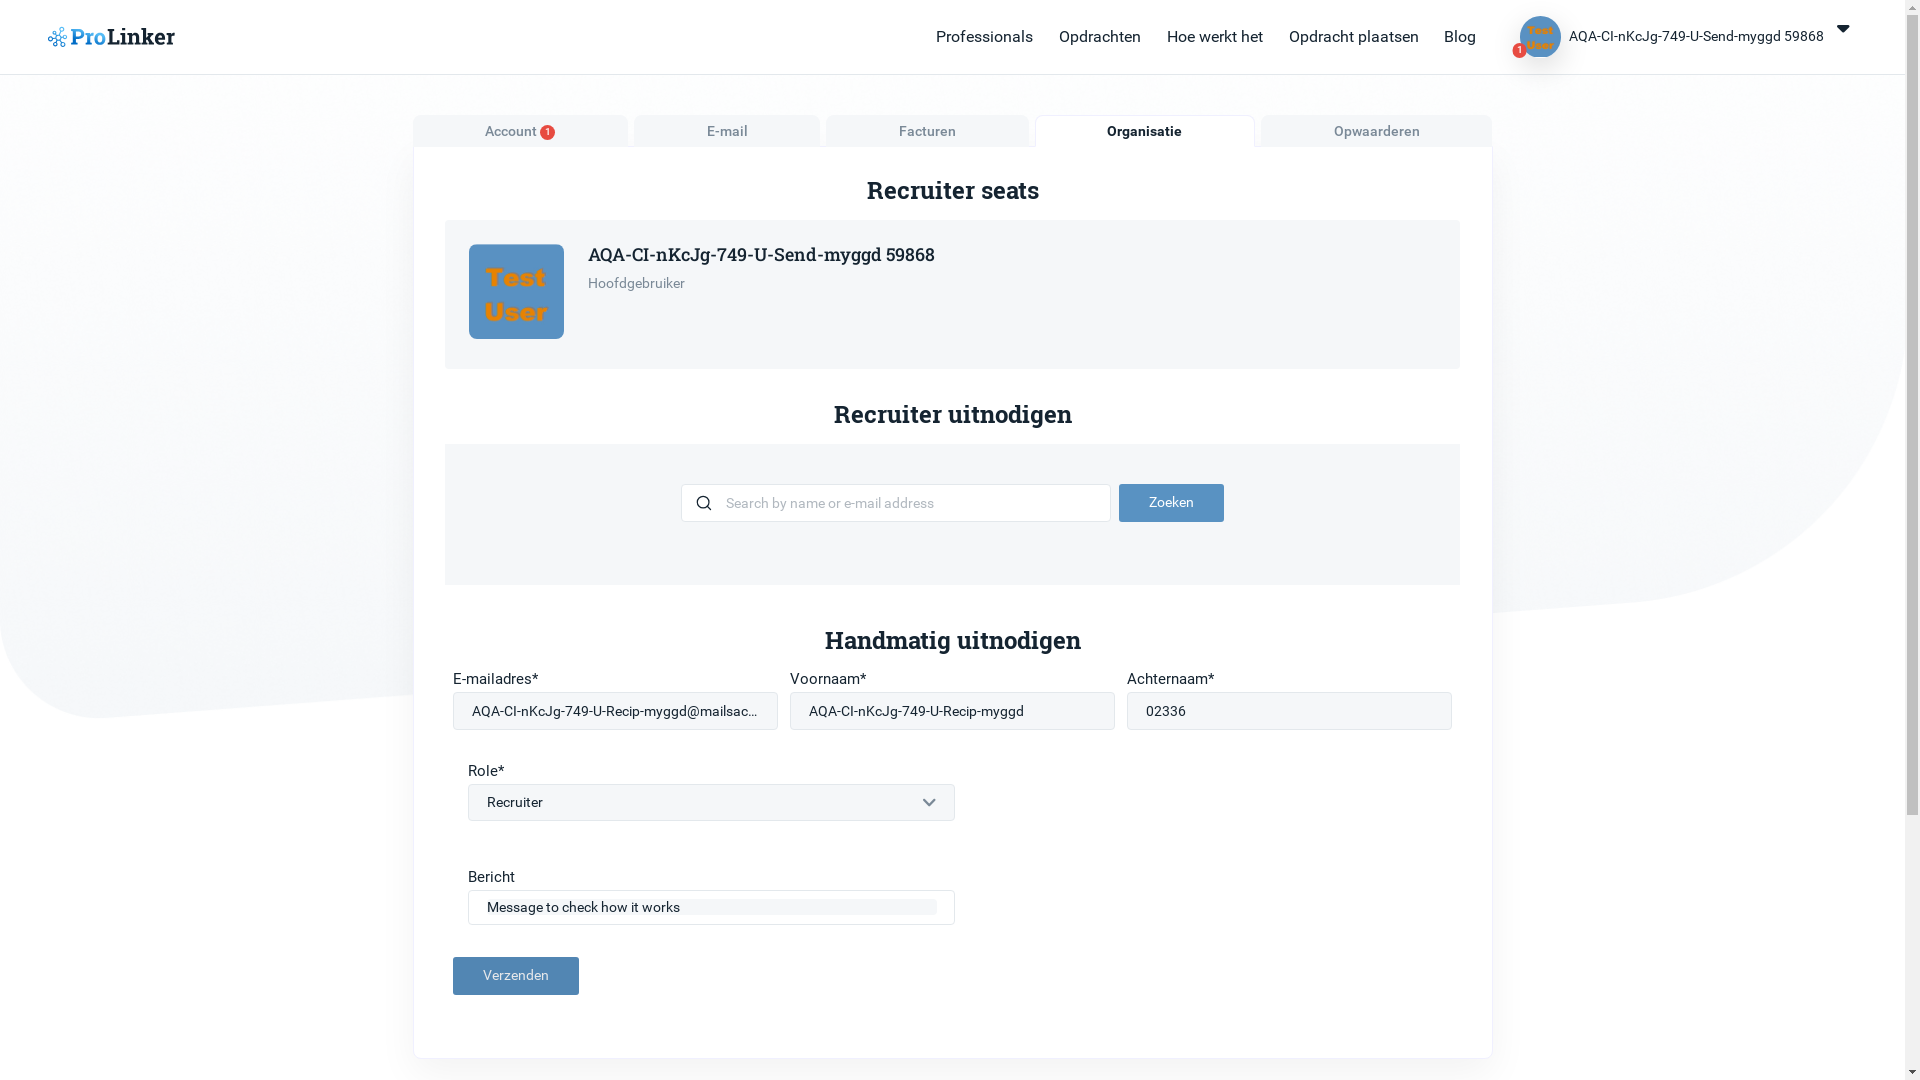 ProLinker
Professionals Opdrachten Hoe werkt het Opdracht plaatsen Blog
Test User
1
AQA-CI-nKcJg-749-U-Send-myggd 59868
Account 1 E-mail Facturen Organisatie Opwaarderen
Recruiter seats
Test
User
AQA-CI-nKcJg-749-U-Send-myggd 59868
Hoofdgebruiker
Recruiter uitnodigen
Search by name or e-mail address
Zoeken
Handmatig uitnodigen
E-mailadres* Voornaam* Achternaam*
AQA-CI-nKcJg-749-U-Recip-myggd@mailsac... AQA-CI-nKcJg-749-U-Recip-myggd 02336
Role*
Recruiter
Bericht
Message to check how it works
Verzenden